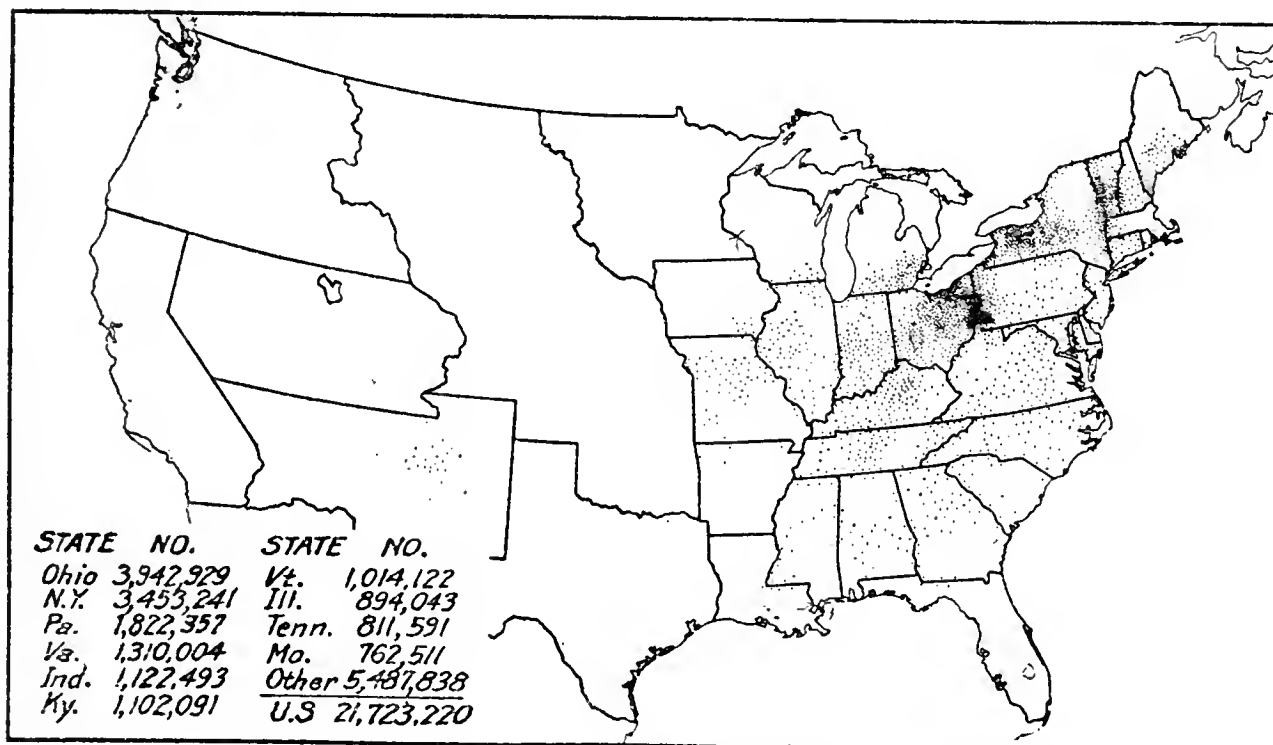 STATE NO. STATE NO.
Ohio 3,942,929 Vt. 1,014,122
N.Y. 3,453,241 Ill. 894,043
Pa. 1,822,357 Tenn. 811,591
Va. 1,310,004 Mo. 762,511
Ind. 1,122,493 Other 5,487,838
Ky. 1,102,091 U.S 21,723,220